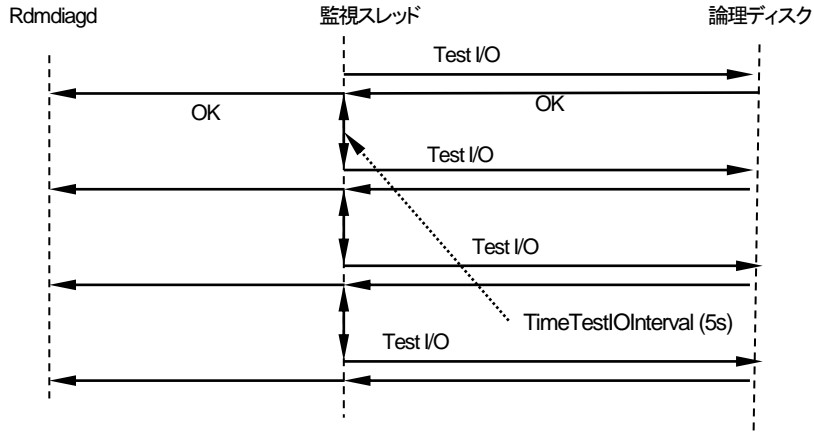 Rdmdiagd 監視スレッド 論理ディスク
Test I/O
OK OK
Test I/O
Test I/O
TimeTestIOInterval (5s)
Test I/O